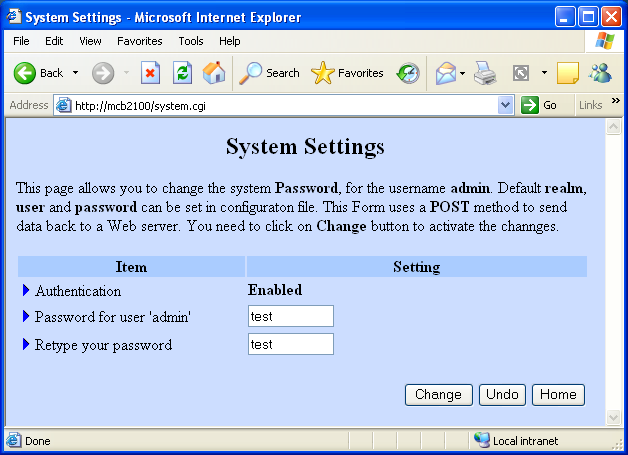 System Settings - Microsoft Internet Explorer
File Edit View Favorites Tools Help
Back Search Favorites
Address http://mcb2100/system.cgi Go Links »
System Settings
This page allows you to change the system Password, for the username admin. Default realm,
user and password can be set in configuraton file. This Form uses a POST method to send
data back to a Web server. You need to click on Change button to activate the channges.
Item Setting
Authentication Enabled
Password for user 'admin' test
Retype your password test
Change Undo Home
Done Local intranet